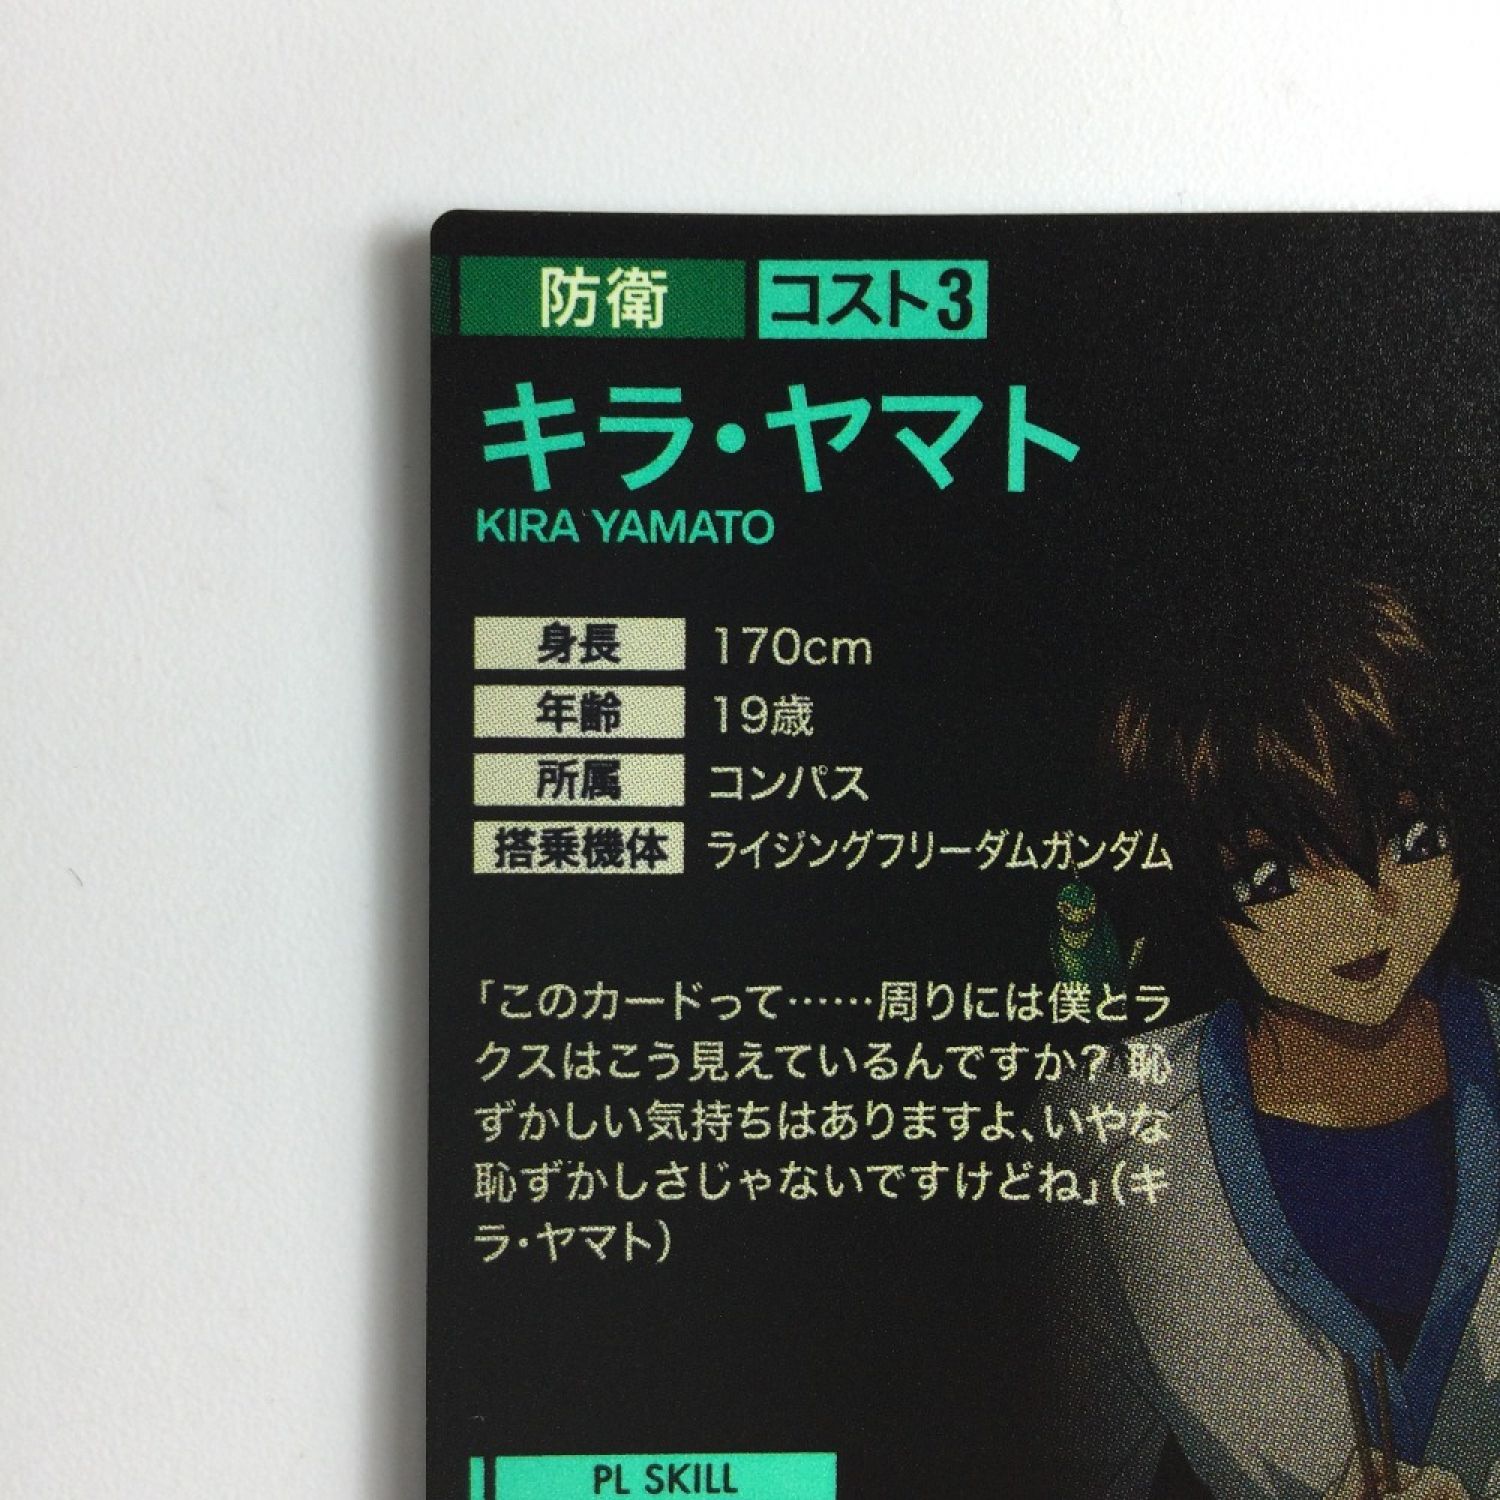 防衛 コスト3
キラ・ヤマト
KIRA YAMATO
身長 170cm
年齢 19歳
所属 コンパス
搭乗機体 ライジングフリーダムガンダム
「このカードって……周りには僕とラ
クスはこう見えているんですか? 恥
ずかしい気持ちはありますよ、いやな
恥ずかしさじゃないですけどね」(キ
ラ・ヤマト)
PL SKILL